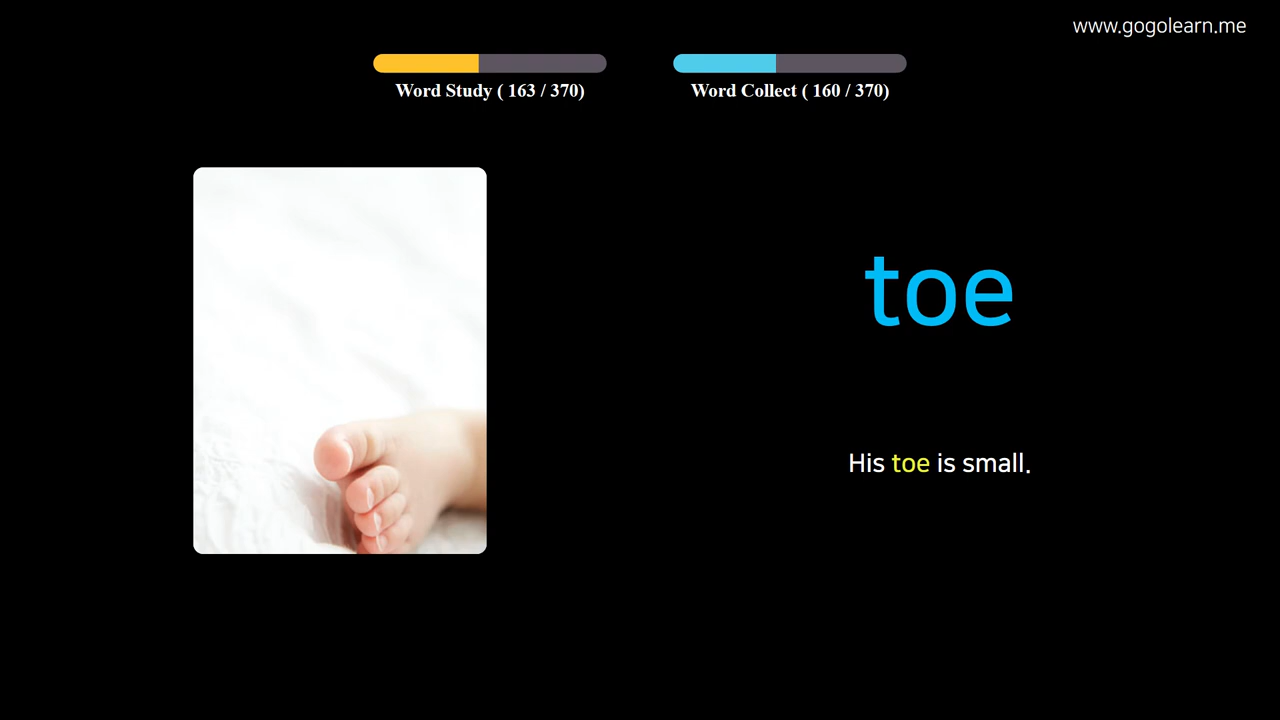 www.gogolearn.me
Word Study ( 163 / 370)
Word Collect ( 160 / 370)
toe
His toe is small.